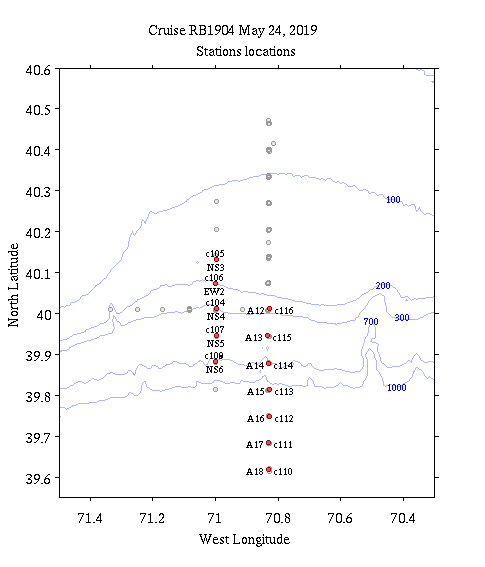 Cruise RB1904 May 24, 2019
Stations locations
40.6
40.5
40.4
40.3
100
40.2
c105
NS3
40.1
c106
EW2
200
c104
NS4
A12 c116
40
300
700
c107
NS5
A13 c115
39.9
NS6
A14 c114
1000
39.8
A15 c113
A16 c112
39.7
A17 c111
39.6
A18 c110
North Latitude
71.4 71.2 71 70.8 70.6 70.4
West Longitude